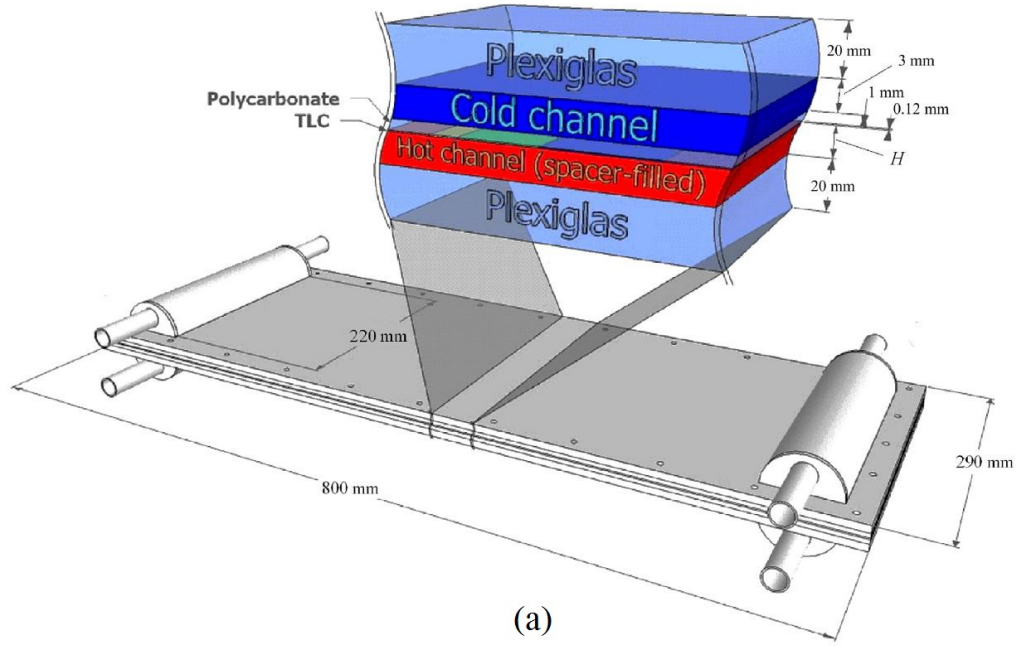 20 mm
Plexiglas
3 mm
1 mm
Polycarbonate
Cold channel
0.12 mm
TLC
Hot channel (spacer-filled)
H
20 mm
Plexiglas
220 mm
290 mm
800 mm
(a)